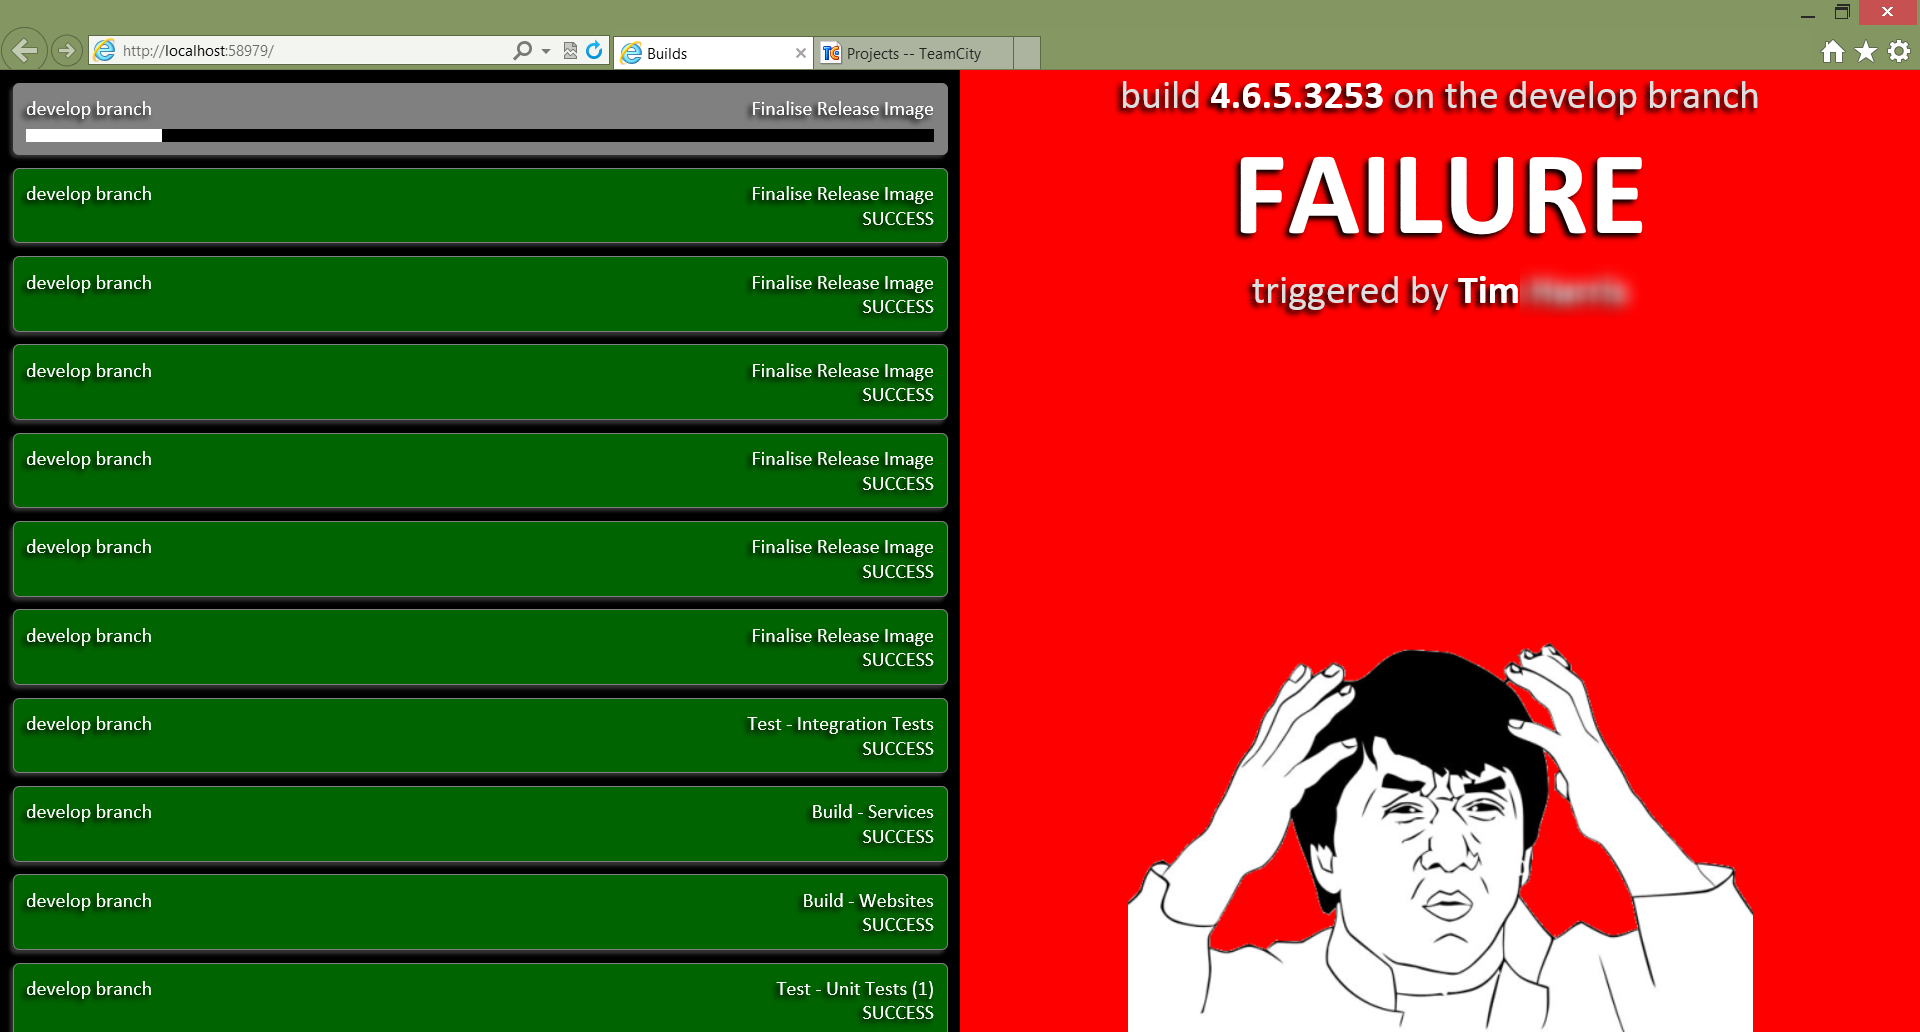 http://localhost:58979/
Builds
Projects -- TeamCity
develop branch
Finalise Release Image
develop branch
Finalise Release Image
SUCCESS
develop branch
Finalise Release Image
SUCCESS
develop branch
Finalise Release Image
SUCCESS
develop branch
Finalise Release Image
SUCCESS
develop branch
Finalise Release Image
SUCCESS
develop branch
Finalise Release Image
SUCCESS
develop branch
Test - Integration Tests
SUCCESS
develop branch
Build - Services
SUCCESS
develop branch
Build - Websites
SUCCESS
develop branch
Test - Unit Tests (1)
SUCCESS
build 4.6.5.3253 on the develop branch
FAILURE
triggered by Tim